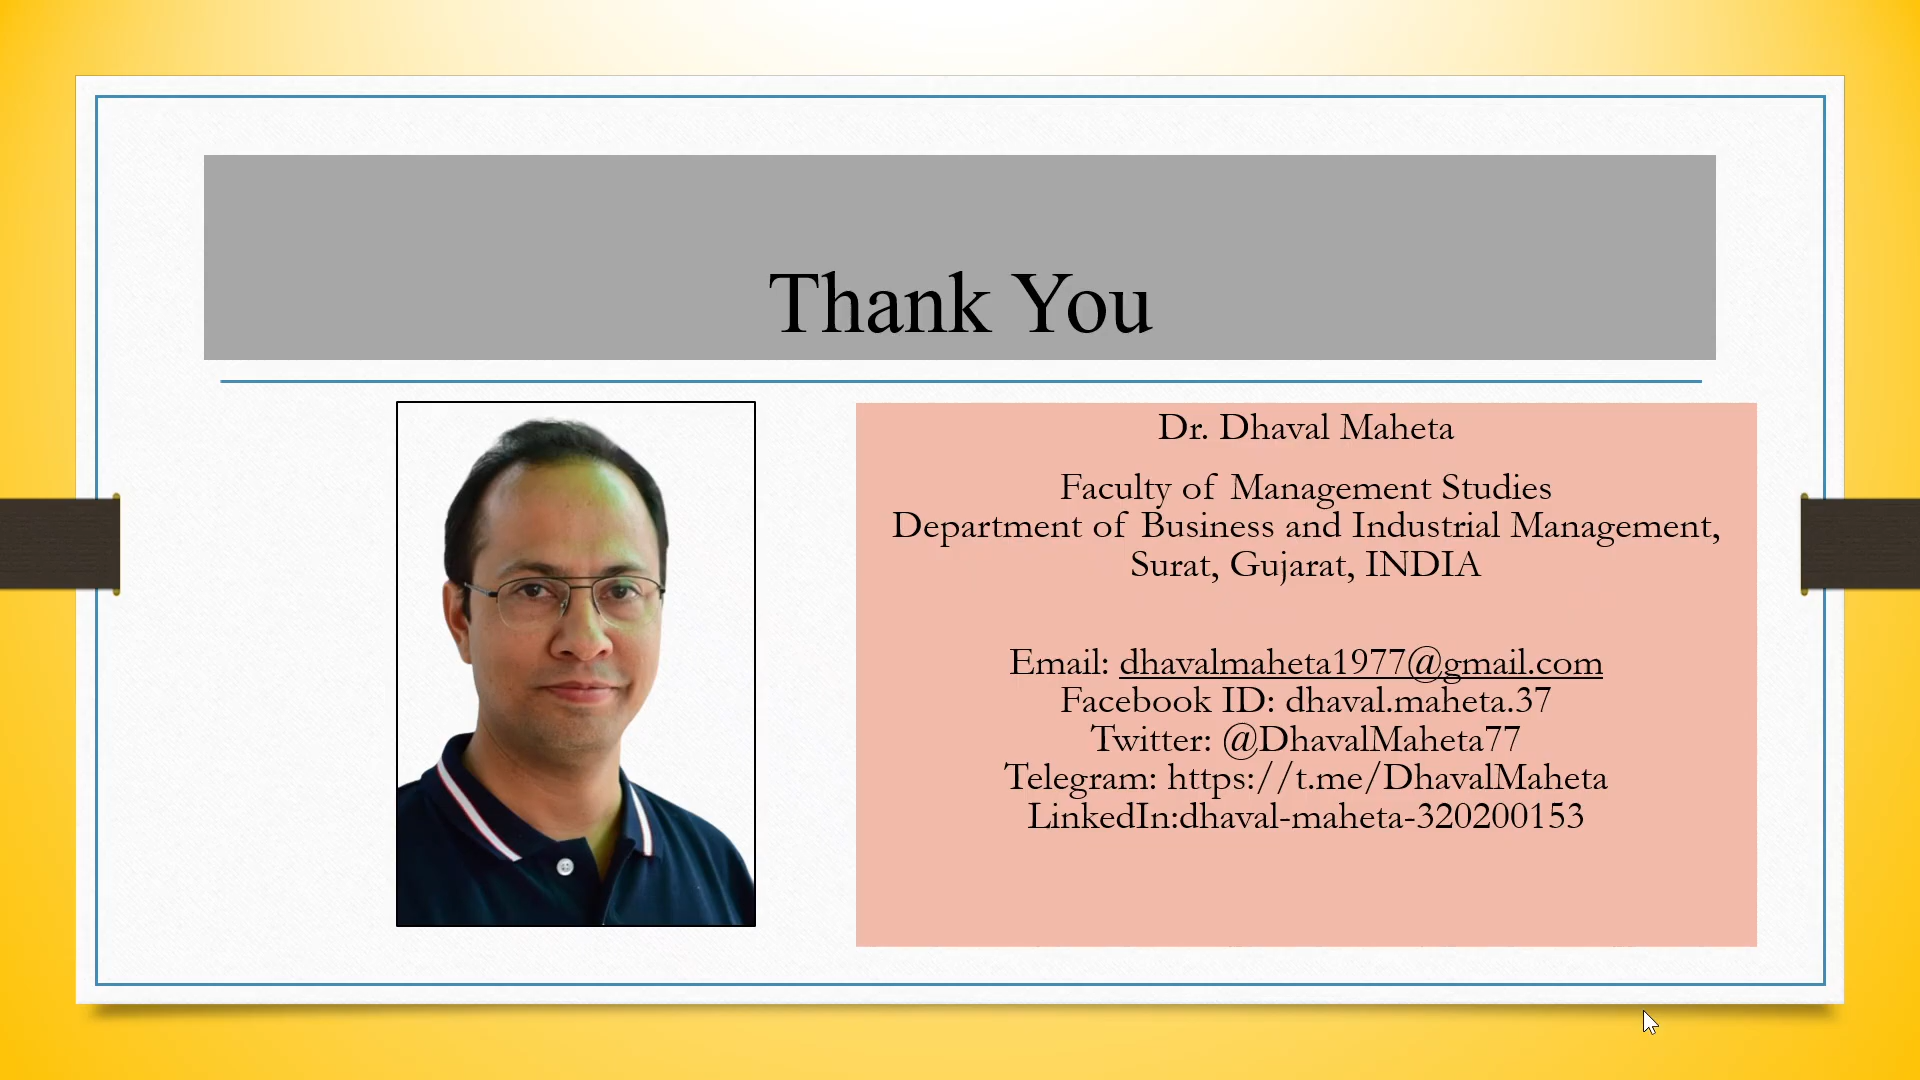 Thank You
Dr. Dhaval Maheta
Faculty of Management Studies
Department of Business and Industrial Management,
Surat, Gujarat, INDIA
Email: dhavalmaheta1977@gmail.com
Facebook ID: dhaval.maheta.37
Twitter: @DhavalMaheta77
Telegram: https://t.me/DhavalMaheta
LinkedIn:dhaval-maheta-320200153